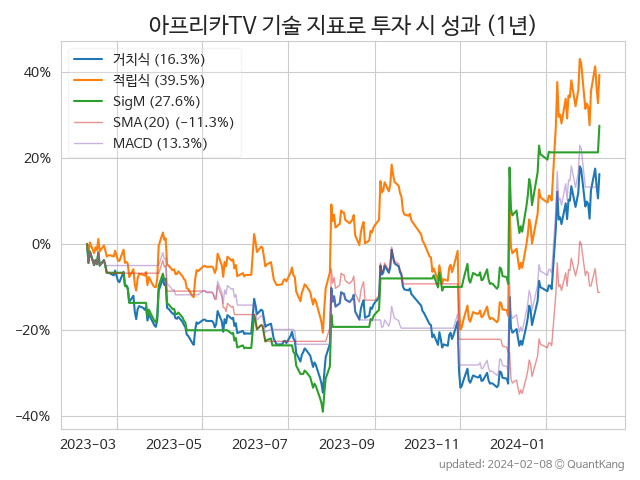 아프리카TV 기술 지표로 투자 시 성과 (1년)
거치식 (16.3%)
적립식 (39.5%)
SigM (27.6%)
SMA(20) (−11.3%)
MACD (13.3%)
40%
20%
0%
−20%
−40%
2023-03 2023-05 2023-07 2023-09 2023-11 2024-01
updated: 2024-02-08 © QuantKang